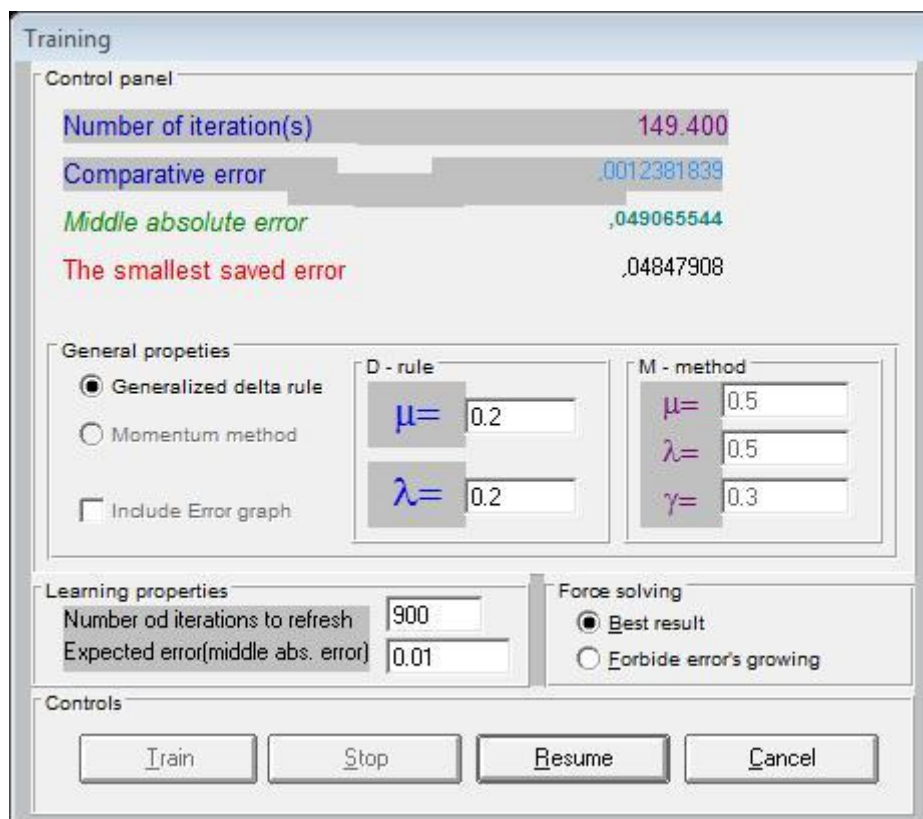 Training
Control panel
Number of iteration(s) 149.400
Comparative error ,0012381839
Middle absolute error ,049065544
The smallest saved error ,04847908
General propeties
Generalized delta rule
Momentum method
Include Error graph
D - rule
μ= 0.2
λ= 0.2
M - method
μ= 0.5
λ= 0.5
γ= 0.3
Learning properties
Number od iterations to refresh 900
Expected error(middle abs. error) 0.01
Force solving
Best result
Forbide error's growing
Controls
Train Stop Resume Cancel